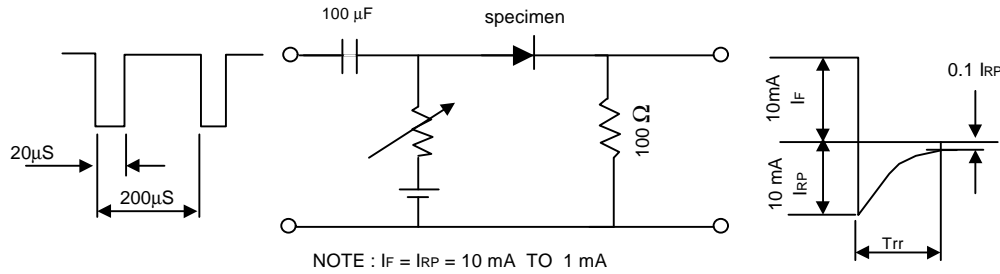 100 μF
specimen
20μS
200μS
100 Ω
10mA
IF
10 mA
IRP
0.1 IRP
Trr
NOTE : IF = IRP = 10 mA TO 1 mA